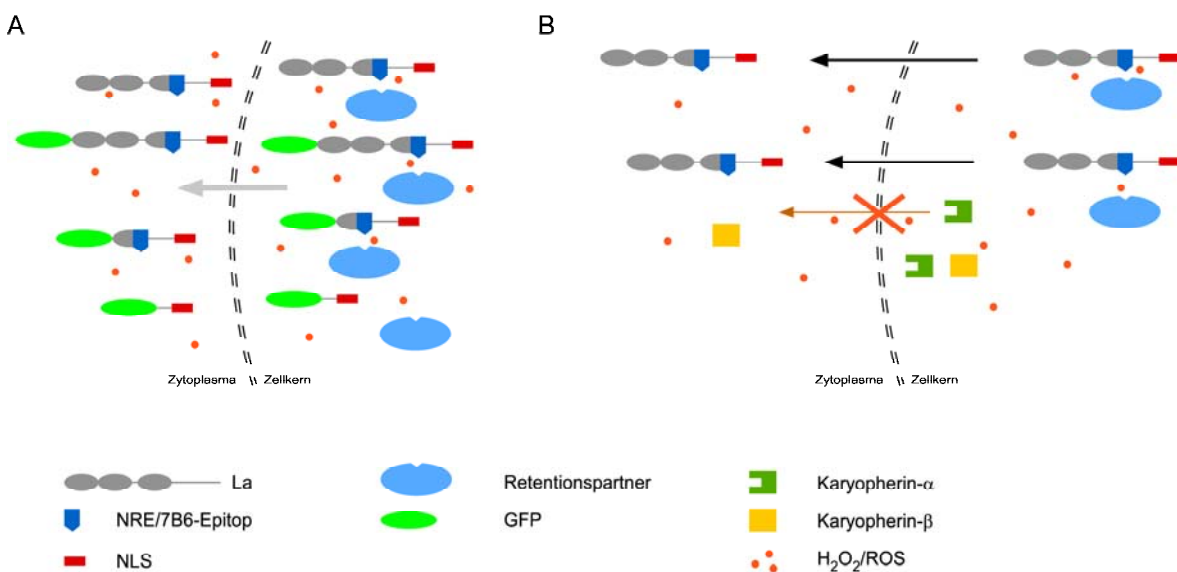 A
B
Zytoplasma
Zellkern
Zytoplasma
Zellkern
La
NRE/7B6-Epitop
NLS
Retentionspartner
GFP
Karyopherin-α
Karyopherin-β
H₂O₂/ROS